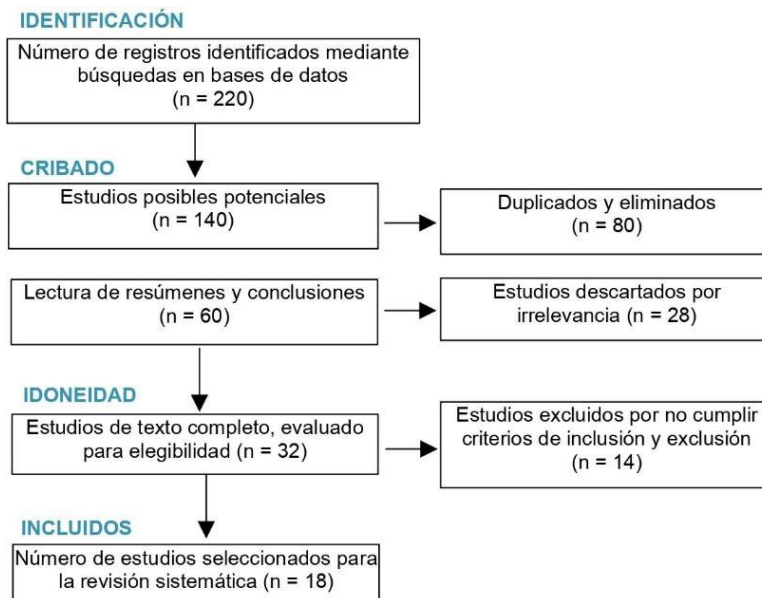 IDENTIFICACIÓN
Número de registros identificados mediante
búsquedas en bases de datos
(n = 220)
CRIBADO
Estudios posibles potenciales
(n = 140)
Duplicados y eliminados
(n = 80)
Lectura de resúmenes y conclusiones
(n = 60)
Estudios descartados por
irrelevancia (n = 28)
IDONEIDAD
Estudios de texto completo, evaluado
para elegibilidad (n = 32)
Estudios excluidos por no cumplir
criterios de inclusión y exclusión
(n = 14)
INCLUIDOS
Número de estudios seleccionados para
la revisión sistemática (n = 18)